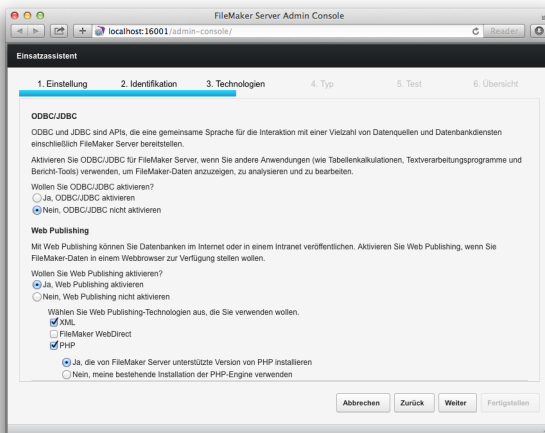 FileMaker Server Admin Console
localhost:16001/admin-console/
Reader
Einsatzassistent
1. Einstellung 2. Identifikation 3. Technologien 4. Typ 5. Test 6. Übersicht
ODBC/JDBC
ODBC und JDBC sind APIs, die eine gemeinsame Sprache für die Interaktion mit einer Vielzahl von Datenquellen und Datenbankdiensten
einschließlich FileMaker Server bereitstellen.
Aktivieren Sie ODBC/JDBC für FileMaker Server, wenn Sie andere Anwendungen (wie Tabellenkalkulationen, Textverarbeitungsprogramme und
Bericht-Tools) verwenden, um FileMaker-Daten anzuzeigen, zu analysieren und zu bearbeiten.
Wollen Sie ODBC/JDBC aktivieren?
Ja, ODBC/JDBC aktivieren
Nein, ODBC/JDBC nicht aktivieren
Web Publishing
Mit Web Publishing können Sie Datenbanken im Internet oder in einem Intranet veröffentlichen. Aktivieren Sie Web Publishing, wenn Sie
FileMaker-Daten in einem Webbrowser zur Verfügung stellen wollen.
Wollen Sie Web Publishing aktivieren?
Ja, Web Publishing aktivieren
Nein, Web Publishing nicht aktivieren
Wählen Sie Web Publishing-Technologien aus, die Sie verwenden wollen.
XML
FileMaker WebDirect
PHP
Ja, die von FileMaker Server unterstützte Version von PHP installieren
Nein, meine bestehende Installation der PHP-Engine verwenden
Abbrechen Zurück Weiter Fertigstellen